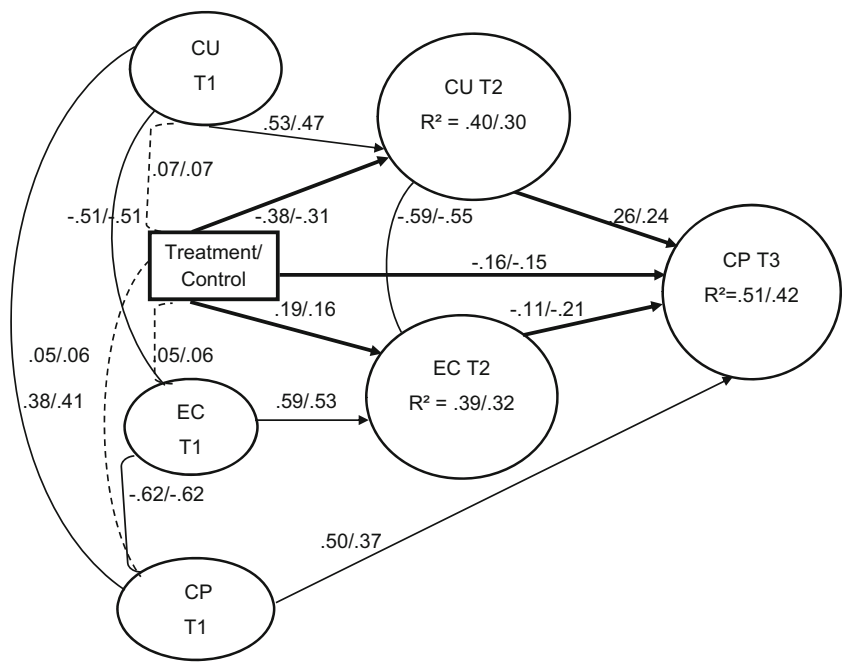 CU
T1
CU T2
R² = .40/.30
.53/.47
.07/.07
-.51/-.51
-.38/-.31
-.59/-.55
.26/.24
Treatment/
Control
-.16/-.15
CP T3
R²=.51/.42
.19/.16
-.11/-.21
.05/.06
.05/.06
EC T2
R² = .39/.32
.38/.41
.59/.53
EC
T1
-.62/-.62
.50/.37
CP
T1